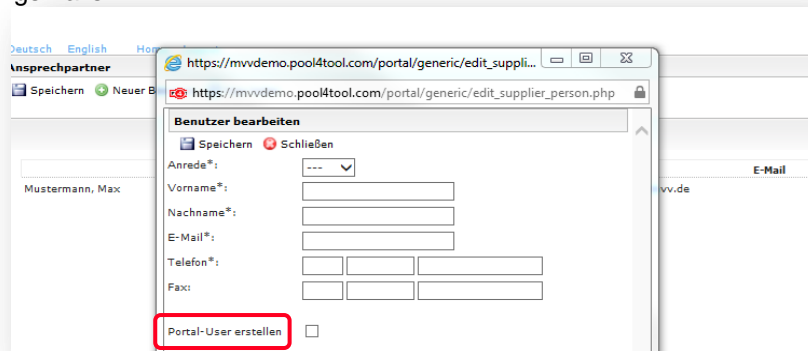 Deutsch English
Ansprechpartner
Speichern Neuer
E-Mail
Mustermann, Max
vv.de
https://mvvdemo.pool4tool.com/portal/generic/edit_suppli...
https://mvvdemo.pool4tool.com/portal/generic/edit_supplier_person.php
Benutzer bearbeiten
Speichern Schließen
Anrede*: ---
Vorname*:
Nachname*:
E-Mail*:
Telefon*:
Fax:
Portal-User erstellen